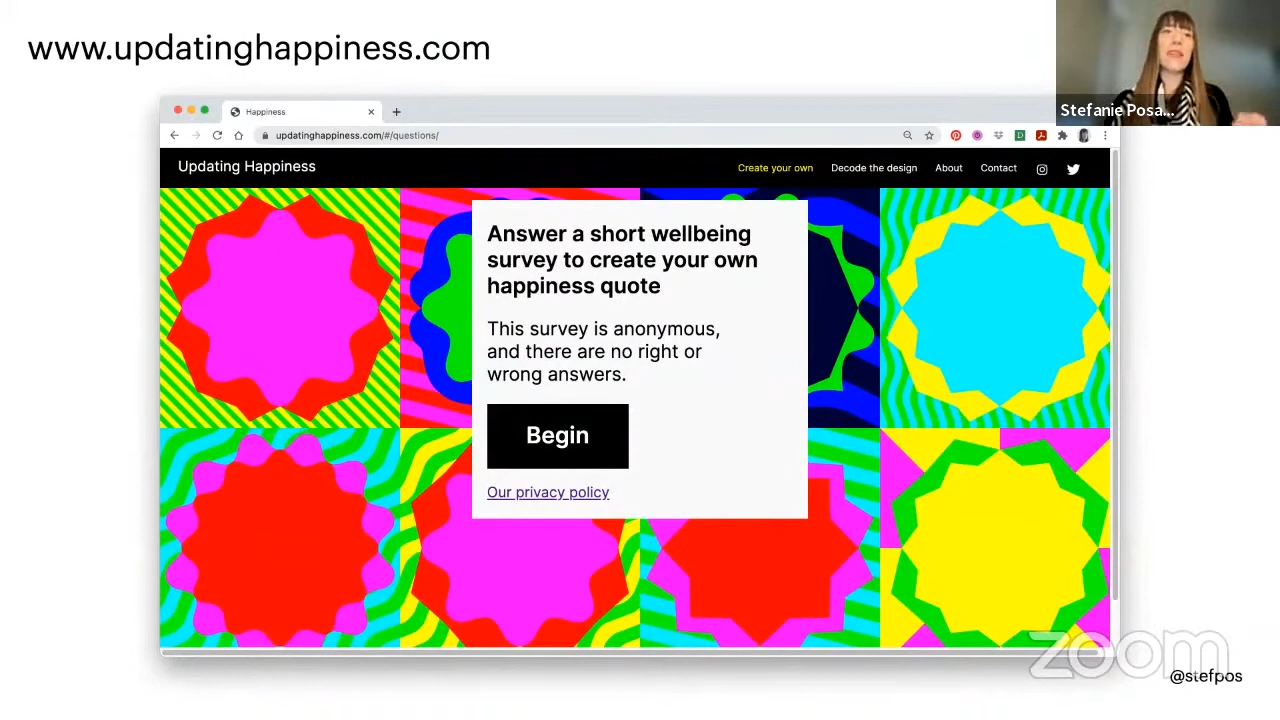 www.updatinghappiness.com
Stefanie Posa...
Happiness
updatinghappiness.com/#/questions/
Updating Happiness
Create your own
Decode the design
About
Contact
Answer a short wellbeing
survey to create your own
happiness quote
This survey is anonymous,
and there are no right or
wrong answers.
Begin
Our privacy policy
zoom
@stefpos